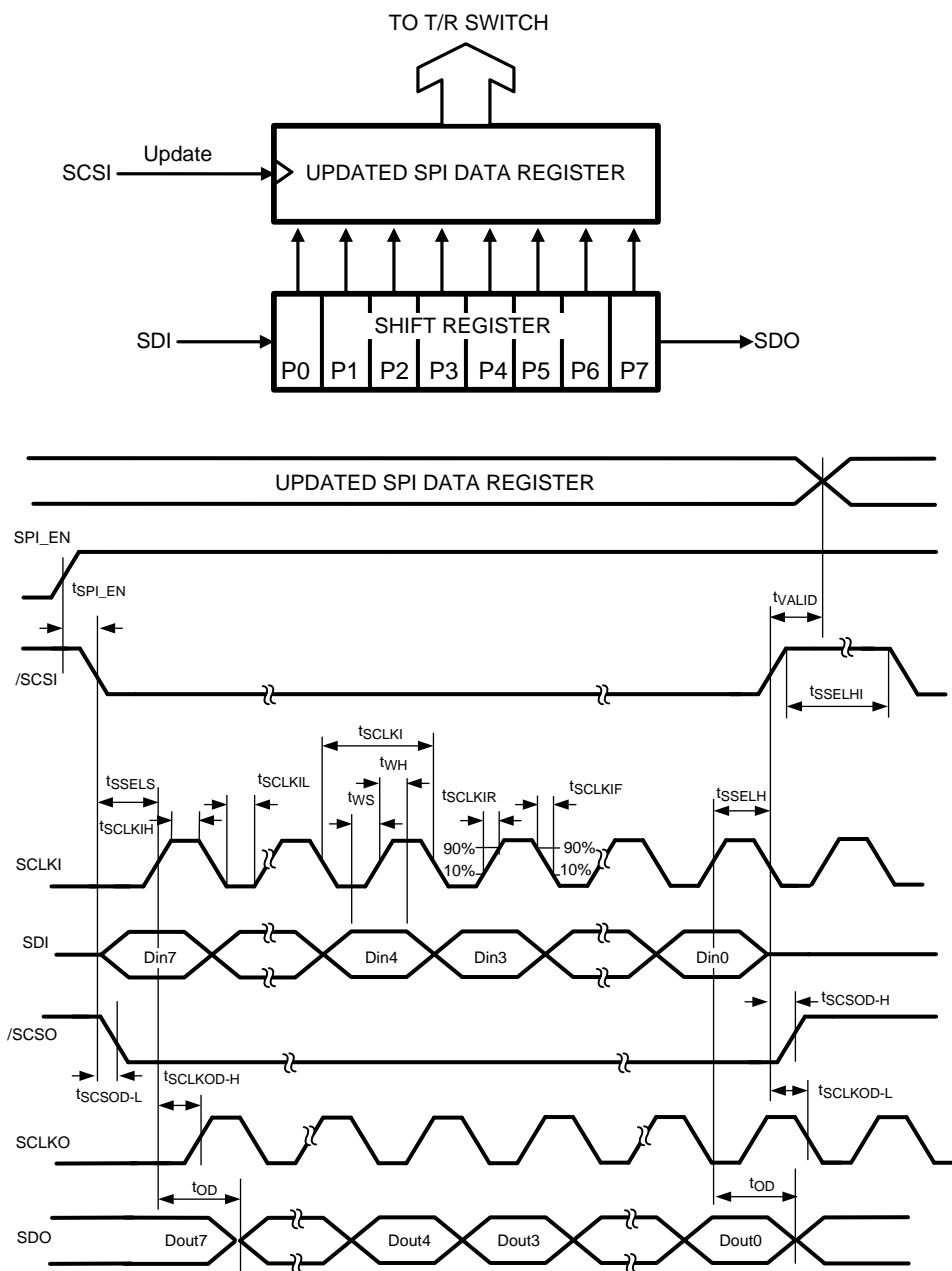 TO T/R SWITCH
Update
SCSI
UPDATED SPI DATA REGISTER
SHIFT REGISTER
SDI
SDO
P0 P1 P2 P3 P4 P5 P6 P7
UPDATED SPI DATA REGISTER
SPI_EN
tSPI_EN
tVALID
/SCSI
tSSELHI
tSCLKI
tWH
tSSELS
tSCLKIL
tWS
tSCLKIR
tSCLKIF
tSSELH
tSCLKIH
SCLKI
90%
90%
10%
10%
SDI
Din7
Din4
Din3
Din0
/SCSO
tSCSOD-H
tSCSOD-L
tSCLKOD-H
tSCLKOD-L
SCLKO
tOD
tOD
SDO
Dout7
Dout4
Dout3
Dout0